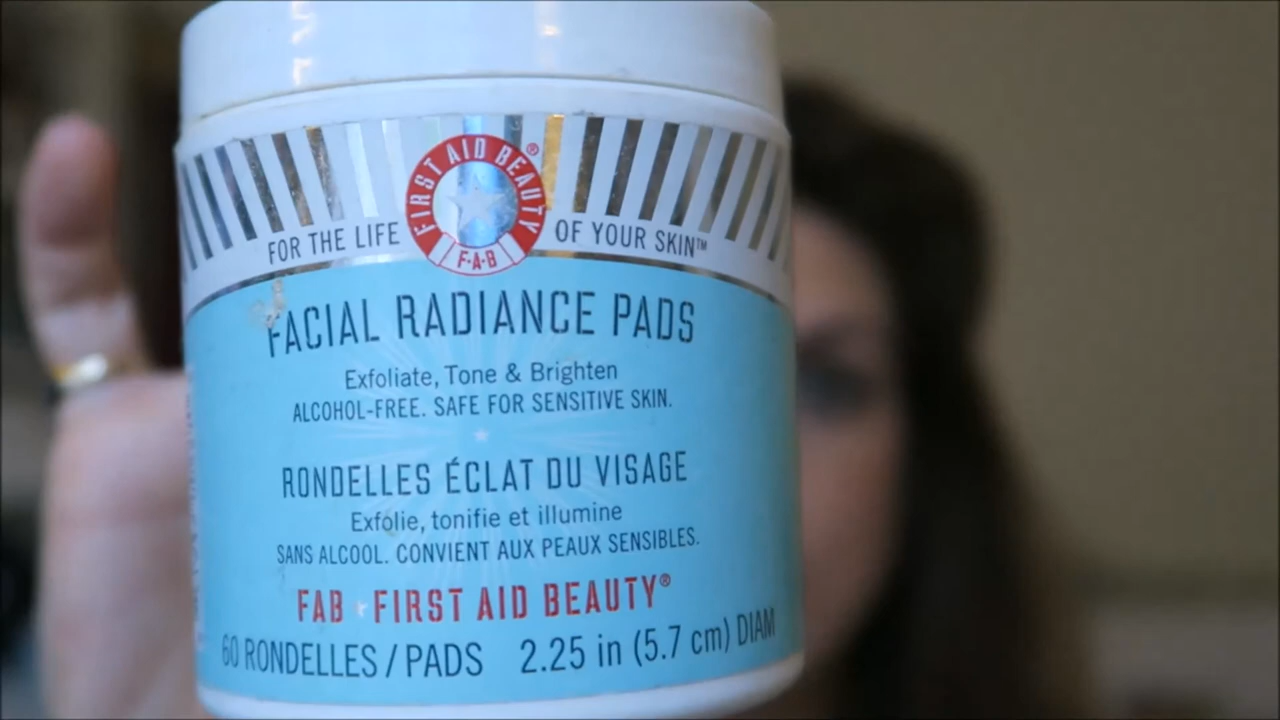 FIRST AID BEAUTY®
F·A·B
FOR THE LIFE OF YOUR SKIN™
FACIAL RADIANCE PADS
Exfoliate, Tone & Brighten
ALCOHOL-FREE. SAFE FOR SENSITIVE SKIN.
RONDELLES ÉCLAT DU VISAGE
Exfolie, tonifie et illumine
SANS ALCOOL. CONVIENT AUX PEAUX SENSIBLES.
FAB FIRST AID BEAUTY®
60 RONDELLES / PADS 2.25 in (5.7 cm) DIAM